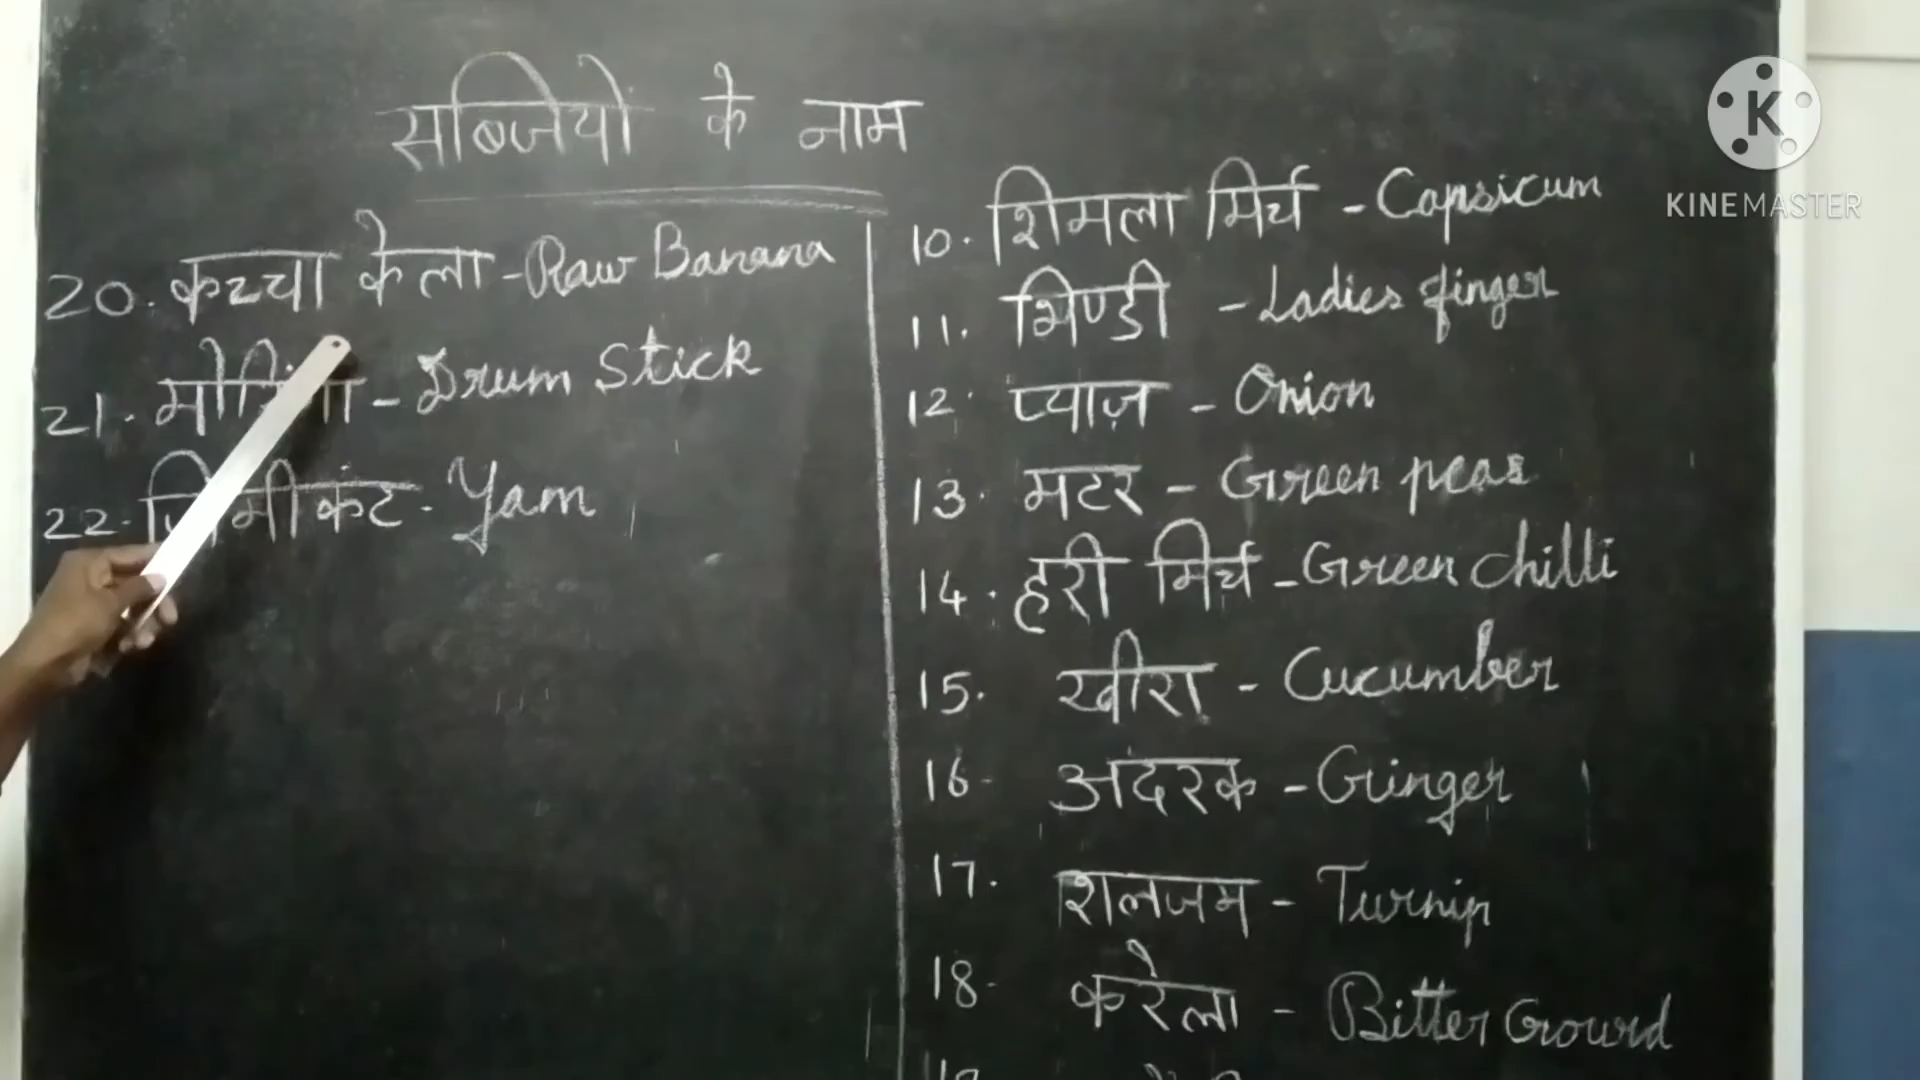 सब्जियों के नाम
20. कच्चा केला - Raw Banana
21. - Drum Stick
22. - Yam
10. शिमला मिर्च - Capsicum
11. भिण्डी - Ladies finger
12. प्याज़ - Onion
13. मटर - Green peas
14. हरी मिर्च - Green chilli
15. खीरा - Cucumber
16- अंदरक - Ginger
17. शलजम - Turnip
18- करेला - Bitter Gourd
K
KINEMASTER